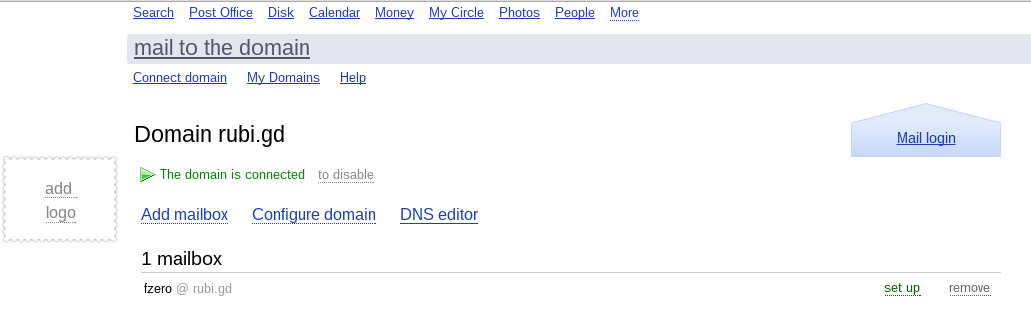 Search Post Office Disk Calendar Money My Circle Photos People More
mail to the domain
Connect domain My Domains Help
Domain rubi.gd
Mail login
The domain is connected to disable
add
logo
Add mailbox Configure domain DNS editor
1 mailbox
fzero @ rubi.gd set up remove